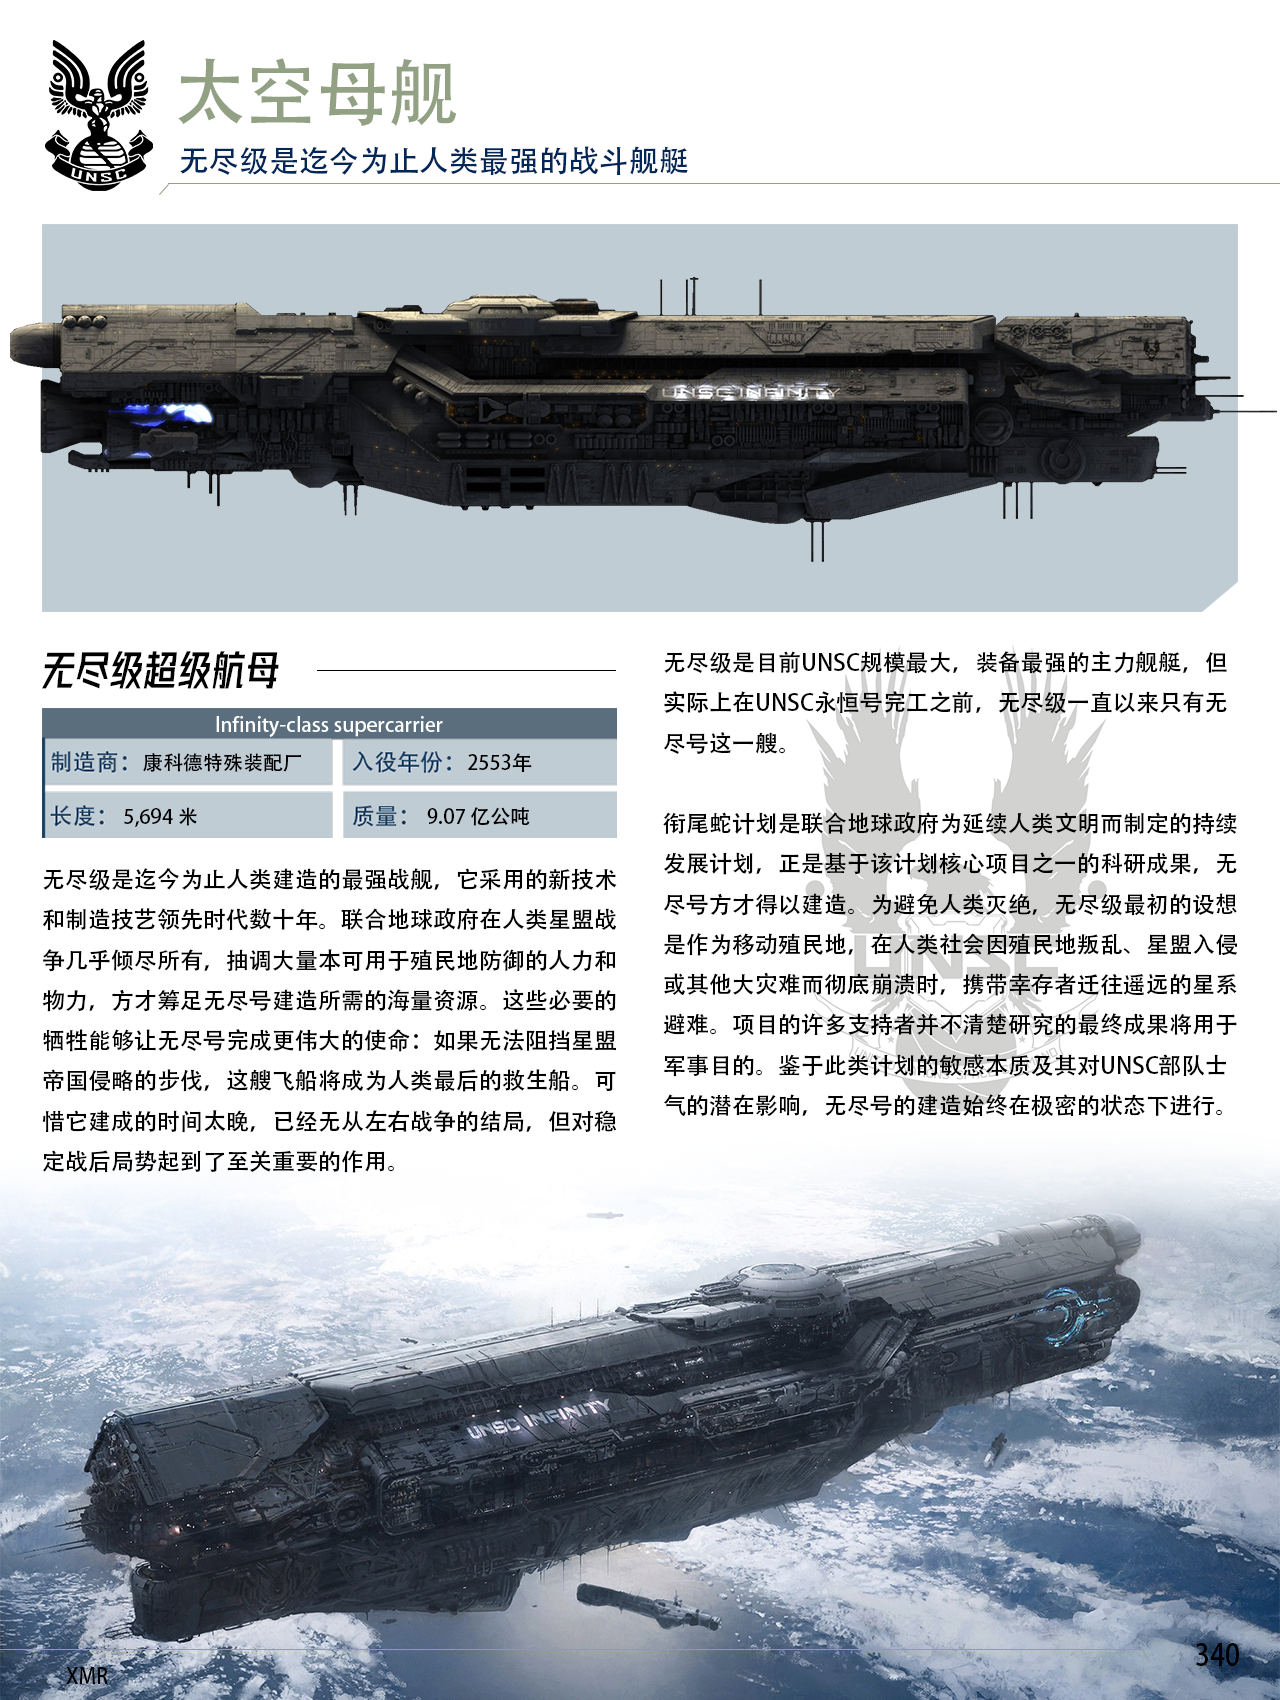 UNSC
太空母舰
无尽级是迄今为止人类最强的战斗舰艇
UNSC INFINITY
无尽级超级航母
Infinity-class supercarrier
制造商：康科德特殊装配厂 入役年份：2553年
长度：5,694 米 质量：9.07 亿公吨
无尽级是迄今为止人类建造的最强战舰，它采用的新技术
和制造技艺领先时代数十年。联合地球政府在人类星盟战
争几乎倾尽所有，抽调大量本可用于殖民地防御的人力和
物力，方才筹足无尽号建造所需的海量资源。这些必要的
牺牲能够让无尽号完成更伟大的使命：如果无法阻挡星盟
帝国侵略的步伐，这艘飞船将成为人类最后的救生船。可
惜它建成的时间太晚，已经无从左右战争的结局，但对稳
定战后局势起到了至关重要的作用。
无尽级是目前UNSC规模最大，装备最强的主力舰艇，但
实际上在UNSC永恒号完工之前，无尽级一直以来只有无
尽号这一艘。
衔尾蛇计划是联合地球政府为延续人类文明而制定的持续
发展计划，正是基于该计划核心项目之一的科研成果，无
尽号方才得以建造。为避免人类灭绝，无尽级最初的设想
是作为移动殖民地，在人类社会因殖民地叛乱、星盟入侵
或其他大灾难而彻底崩溃时，携带幸存者迁往遥远的星系
避难。项目的许多支持者并不清楚研究的最终成果将用于
军事目的。鉴于此类计划的敏感本质及其对UNSC部队士
气的潜在影响，无尽号的建造始终在极密的状态下进行。
UNSC
UNSC INFINITY
XMR
340